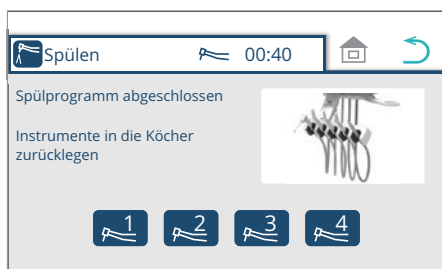 Spülen 00:40
Spülprogramm abgeschlossen
Instrumente in die Köcher
zurücklegen
1 2 3 4